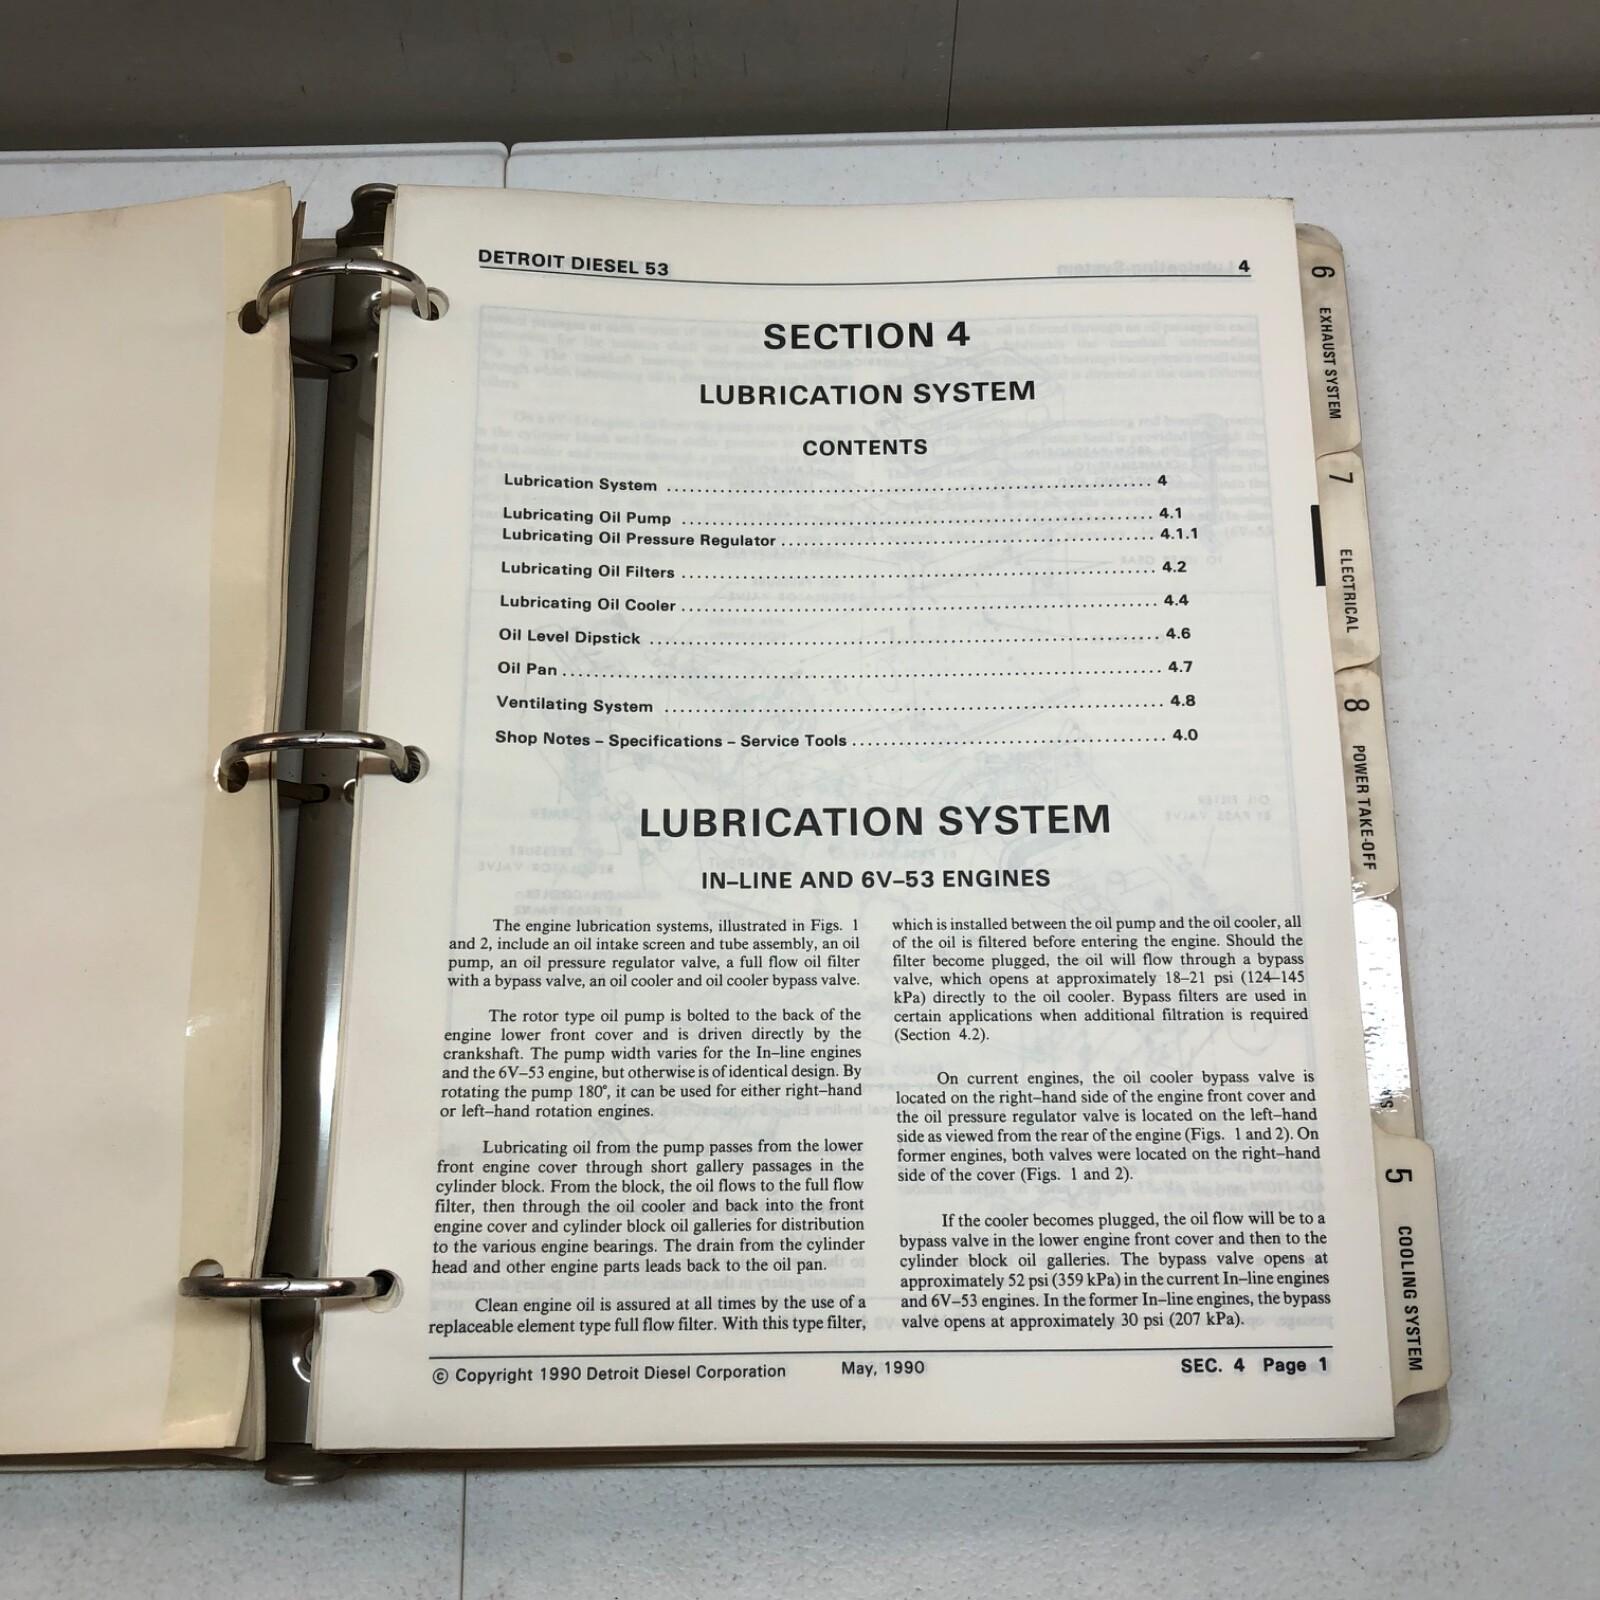 DETROIT DIESEL 53 4
SECTION 4
LUBRICATION SYSTEM
CONTENTS
Lubrication System ........................................................... 4
Lubricating Oil Pump ........................................................... 4.1
Lubricating Oil Pressure Regulator ........................................................... 4.1.1
Lubricating Oil Filters ........................................................... 4.2
Lubricating Oil Cooler ........................................................... 4.4
Oil Level Dipstick ........................................................... 4.6
Oil Pan ........................................................... 4.7
Ventilating System ........................................................... 4.8
Shop Notes – Specifications – Service Tools ........................................................... 4.0
LUBRICATION SYSTEM
IN–LINE AND 6V–53 ENGINES
The engine lubrication systems, illustrated in Figs. 1
and 2, include an oil intake screen and tube assembly, an oil
pump, an oil pressure regulator valve, a full flow oil filter
with a bypass valve, an oil cooler and oil cooler bypass valve.
The rotor type oil pump is bolted to the back of the
engine lower front cover and is driven directly by the
crankshaft. The pump width varies for the In–line engines
and the 6V–53 engine, but otherwise is of identical design. By
rotating the pump 180°, it can be used for either right–hand
or left–hand rotation engines.
Lubricating oil from the pump passes from the lower
front engine cover through short gallery passages in the
cylinder block. From the block, the oil flows to the full flow
filter, then through the oil cooler and back into the front
engine cover and cylinder block oil galleries for distribution
to the various engine bearings. The drain from the cylinder
head and other engine parts leads back to the oil pan.
Clean engine oil is assured at all times by the use of a
replaceable element type full flow filter. With this type filter,
which is installed between the oil pump and the oil cooler, all
of the oil is filtered before entering the engine. Should the
filter become plugged, the oil will flow through a bypass
valve, which opens at approximately 18–21 psi (124–145
kPa) directly to the oil cooler. Bypass filters are used in
certain applications when additional filtration is required
(Section 4.2).
On current engines, the oil cooler bypass valve is
located on the right–hand side of the engine front cover and
the oil pressure regulator valve is located on the left–hand
side as viewed from the rear of the engine (Figs. 1 and 2). On
former engines, both valves were located on the right–hand
side of the cover (Figs. 1 and 2).
If the cooler becomes plugged, the oil flow will be to a
bypass valve in the lower engine front cover and then to the
cylinder block oil galleries. The bypass valve opens at
approximately 52 psi (359 kPa) in the current In–line engines
and 6V–53 engines. In the former In–line engines, the bypass
valve opens at approximately 30 psi (207 kPa).
© Copyright 1990 Detroit Diesel Corporation May, 1990 SEC. 4 Page 1
6 EXHAUST SYSTEM
7 ELECTRICAL
8 POWER TAKE-OFF
5 COOLING SYSTEM